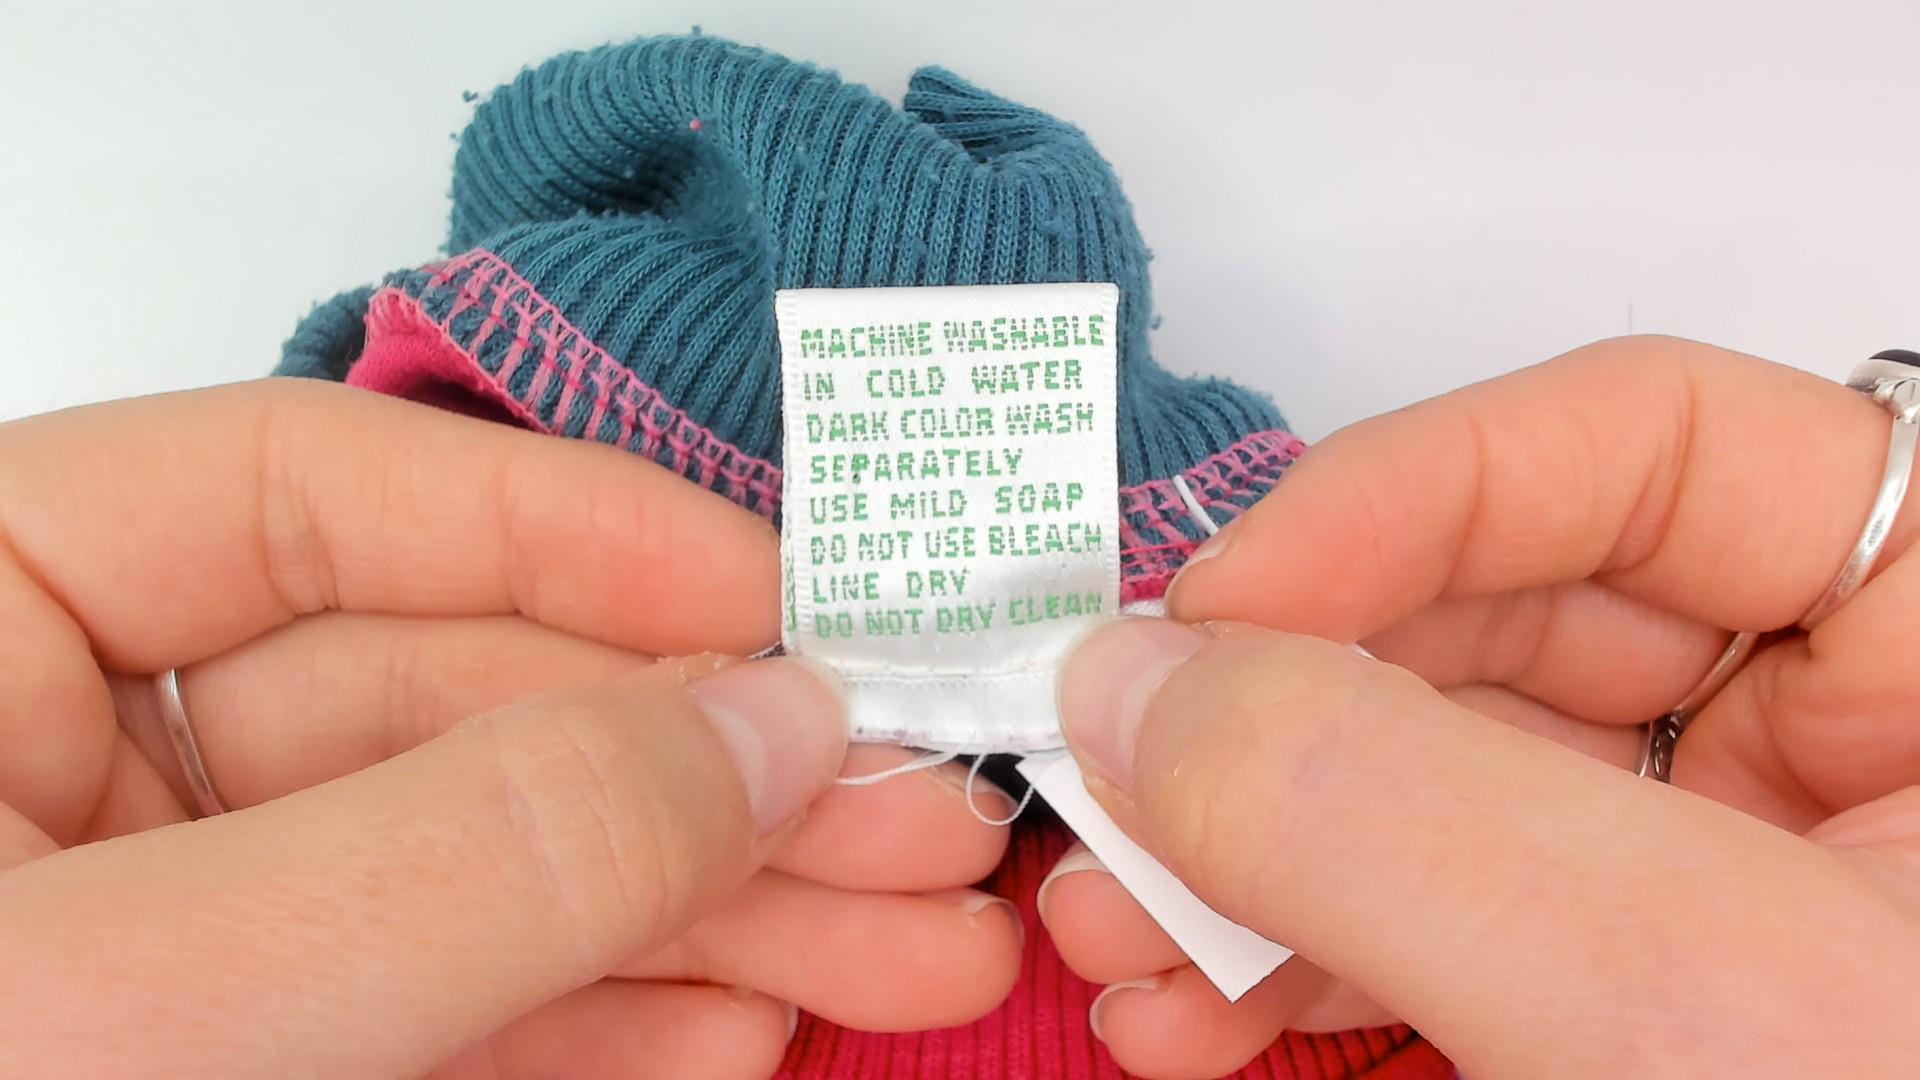 MACHINE WASHABLE
IN COLD WATER
DARK COLOR WASH
SEPARATELY
USE MILD SOAP
DO NOT USE BLEACH
LINE DRY
DO NOT DRY CLEAN